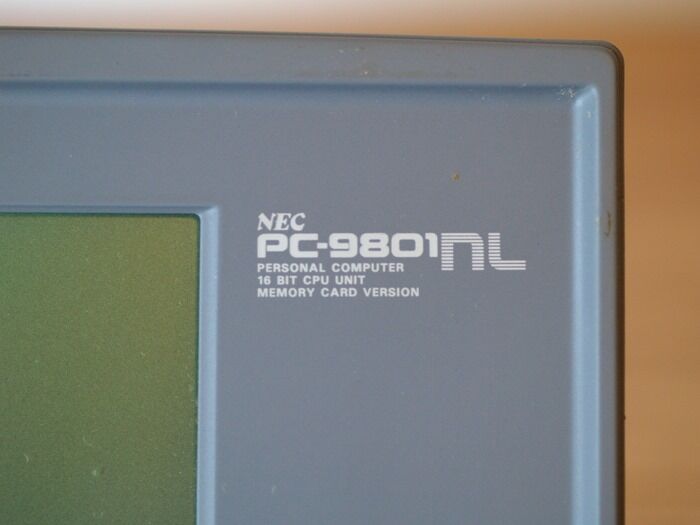 NEC
PC-9801nL
PERSONAL COMPUTER
16 BIT CPU UNIT
MEMORY CARD VERSION